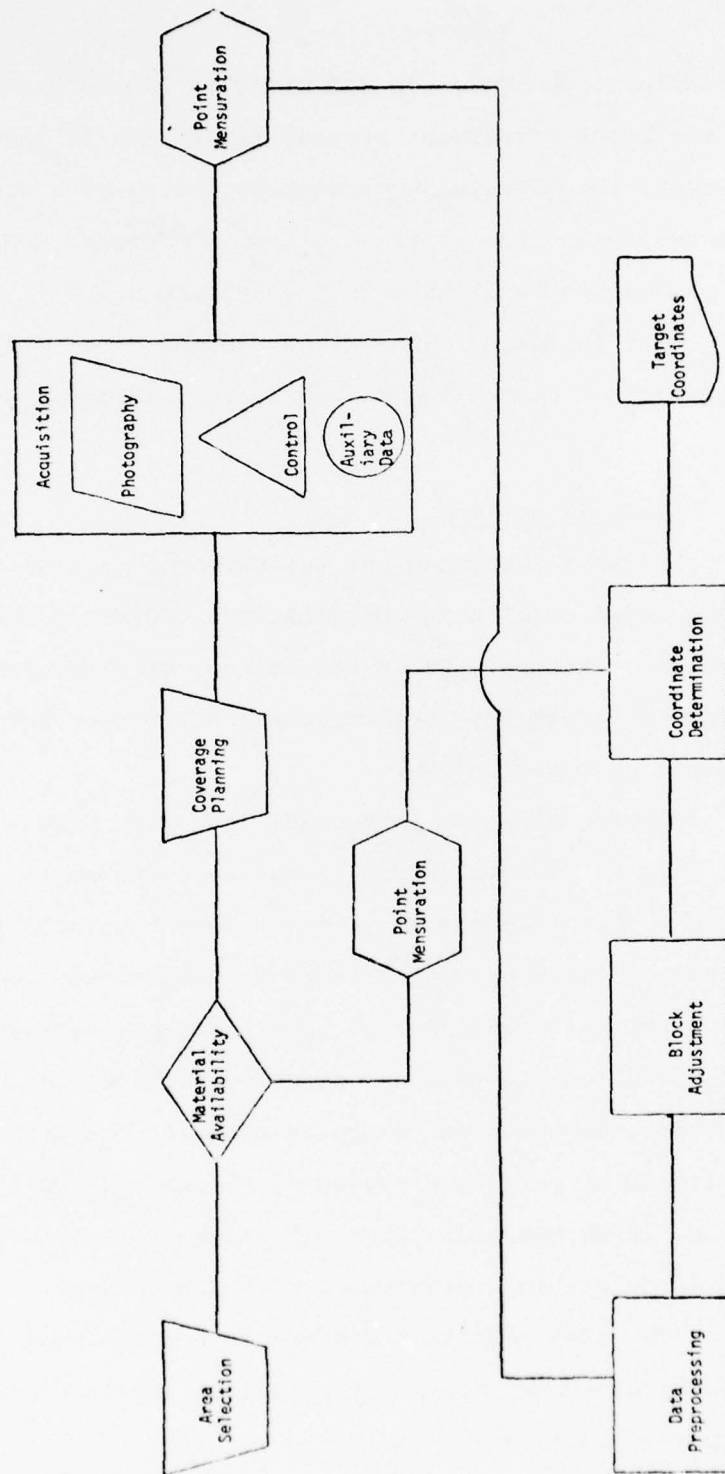 Area
Selection
Material
Availability
Coverage
Planning
Acquisition
Photography
Control
Auxil-
iary
Data
Point
Mensuration
Point
Mensuration
Data
Preprocessing
Block
Adjustment
Coordinate
Determination
Target
Coordinates